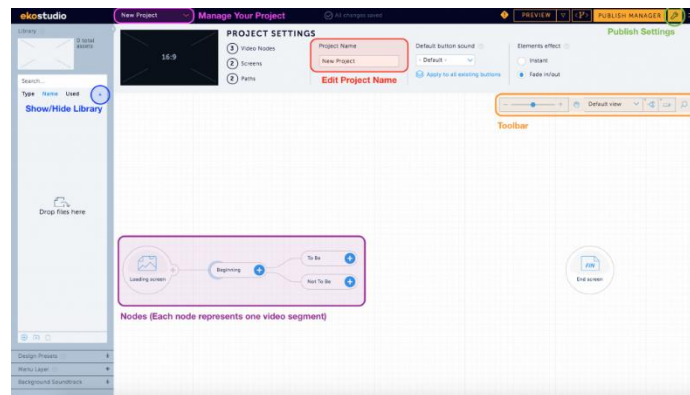 ekostudio
New Project
Manage Your Project
All changes saved
PREVIEW
PUBLISH MANAGER
Publish Settings
Library
0 total
assets
Search...
Type Name Used
Show/Hide Library
Drop files here
Design Presets
Menu Layer
Background Soundtrack
16:9
PROJECT SETTINGS
3 Video Nodes
2 Screens
2 Paths
Project Name
New Project
Edit Project Name
Default button sound
- Default -
Apply to all existing buttons
Elements effect
Instant
Fade in/out
Default view
Toolbar
Loading screen
Beginning
To Be
Not To Be
Nodes (Each node represents one video segment)
FIN
End screen